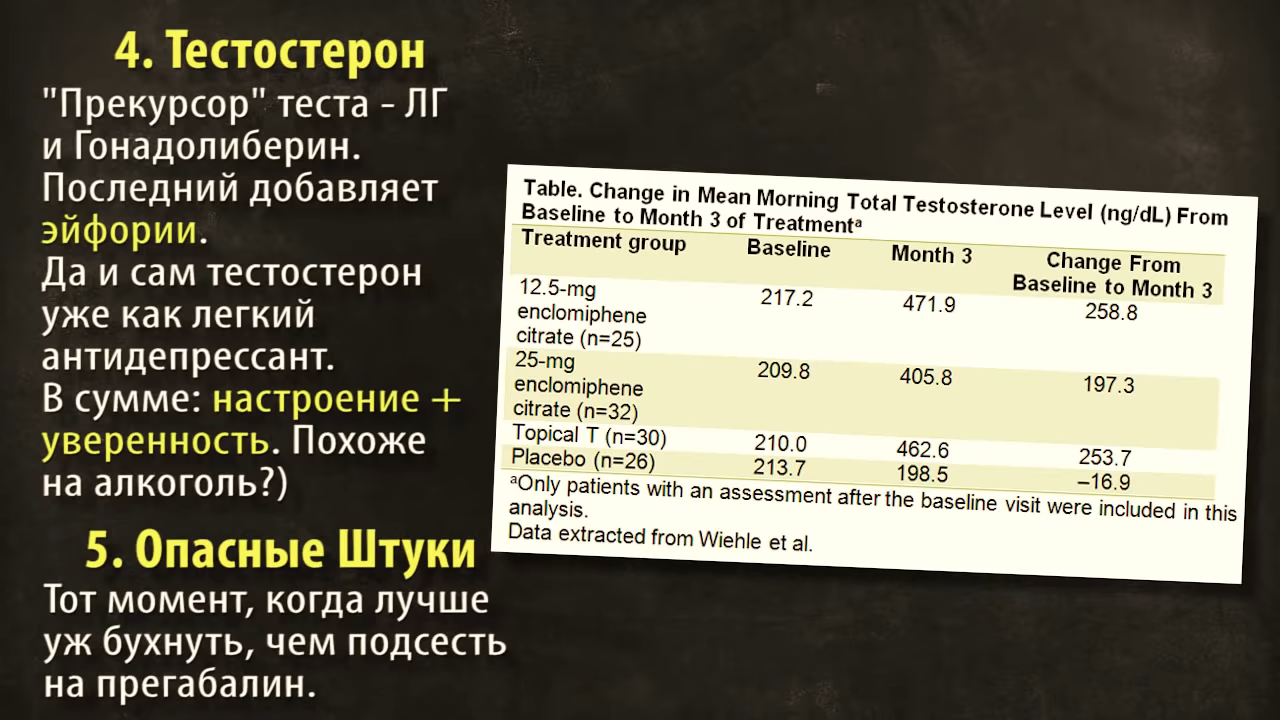 4. Тестостерон
"Прекурсор" теста - ЛГ
и Гонадолиберин.
Последний добавляет
эйфории.
Да и сам тестостерон
уже как легкий
антидепрессант.
В сумме: настроение +
уверенность. Похоже
на алкоголь?)
5. Опасные Штуки
Тот момент, когда лучше
уж бухнуть, чем подсесть
на прегабалин.
Table. Change in Mean Morning Total Testosterone Level (ng/dL) From
Baseline to Month 3 of Treatmentᵃ
Treatment group Baseline Month 3 Change From
Baseline to Month 3
12.5-mg 217.2 471.9 258.8
enclomiphene
citrate (n=25)
25-mg 209.8 405.8 197.3
enclomiphene
citrate (n=32)
Topical T (n=30) 210.0 462.6 253.7
Placebo (n=26) 213.7 198.5 –16.9
ᵃOnly patients with an assessment after the baseline visit were included in this
analysis.
Data extracted from Wiehle et al.